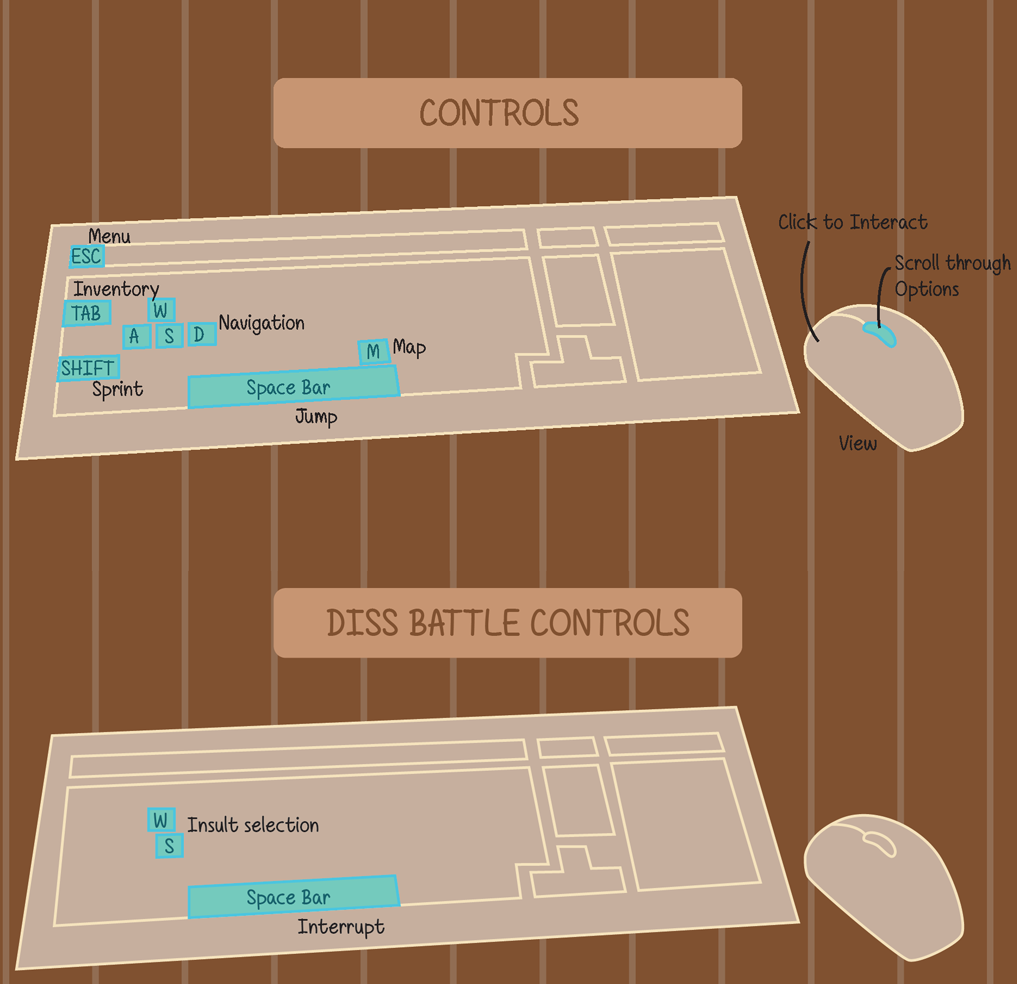 CONTROLS
Menu
ESC
Inventory
TAB
W
A
S
D
Navigation
SHIFT
Sprint
M
Map
Space Bar
Jump
Click to Interact
Scroll through
Options
View
DISS BATTLE CONTROLS
W
S
Insult selection
Space Bar
Interrupt